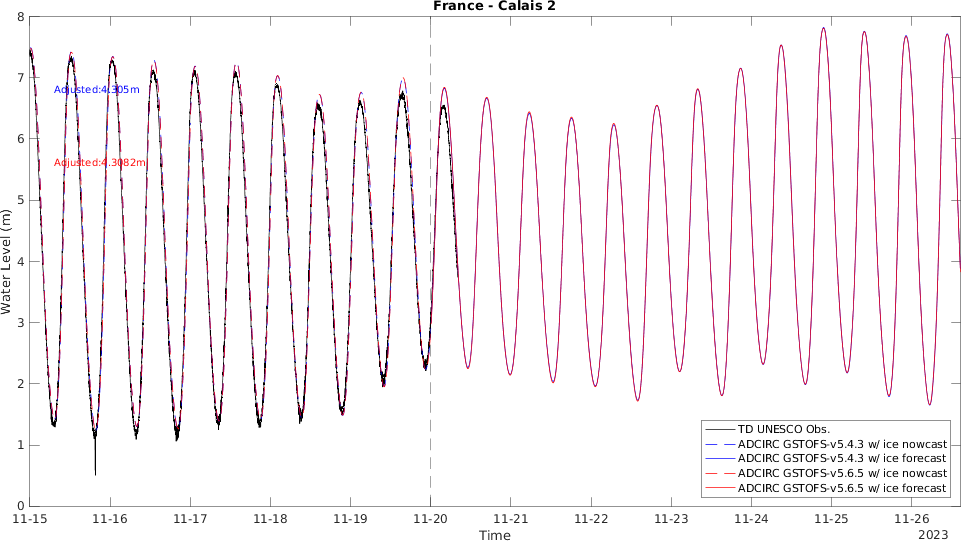 France - Calais 2
8
7
6
5
4
3
2
1
0
Water Level (m)
Adjusted:4.305m
Adjusted:4.3082m
TD UNESCO Obs.
ADCIRC GSTOFS-v5.4.3 w/ ice nowcast
ADCIRC GSTOFS-v5.4.3 w/ ice forecast
ADCIRC GSTOFS-v5.6.5 w/ ice nowcast
ADCIRC GSTOFS-v5.6.5 w/ ice forecast
11-15 11-16 11-17 11-18 11-19 11-20 11-21 11-22 11-23 11-24 11-25 11-26
Time
2023